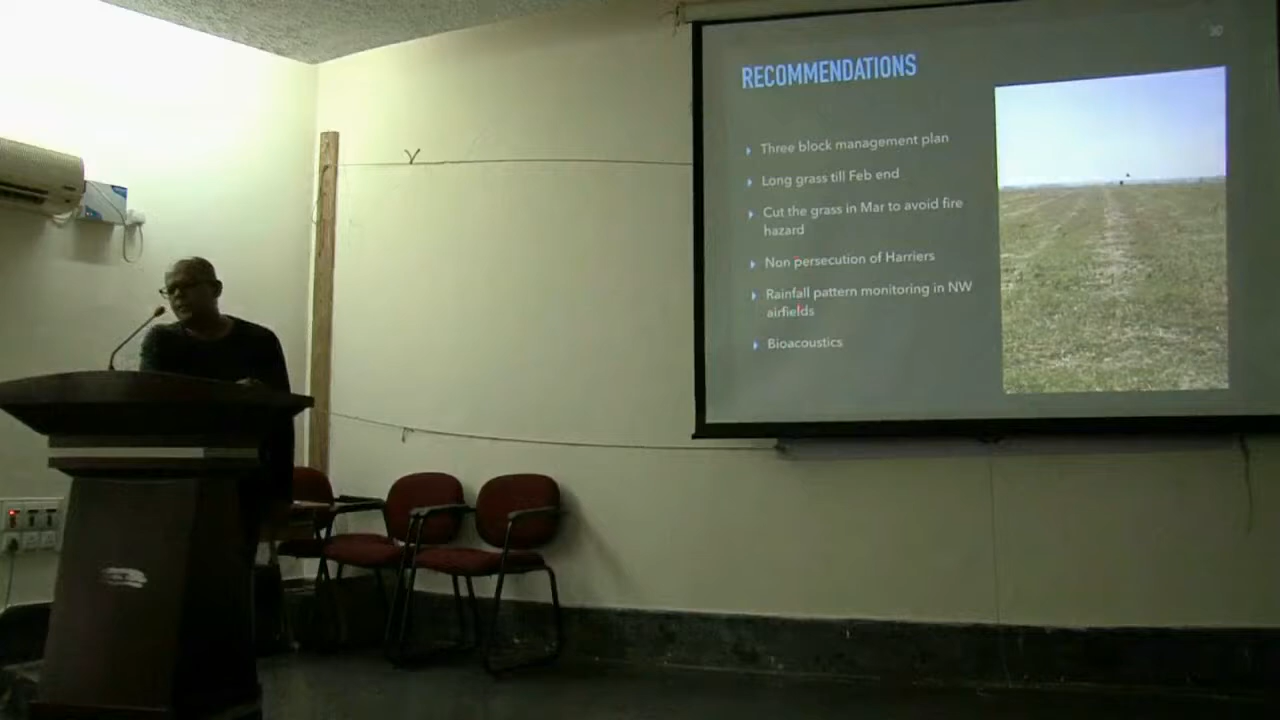 30
RECOMMENDATIONS
Three block management plan
Long grass till Feb end
Cut the grass in Mar to avoid fire
hazard
Non persecution of Harriers
Rainfall pattern monitoring in NW
airfields
Bioacoustics